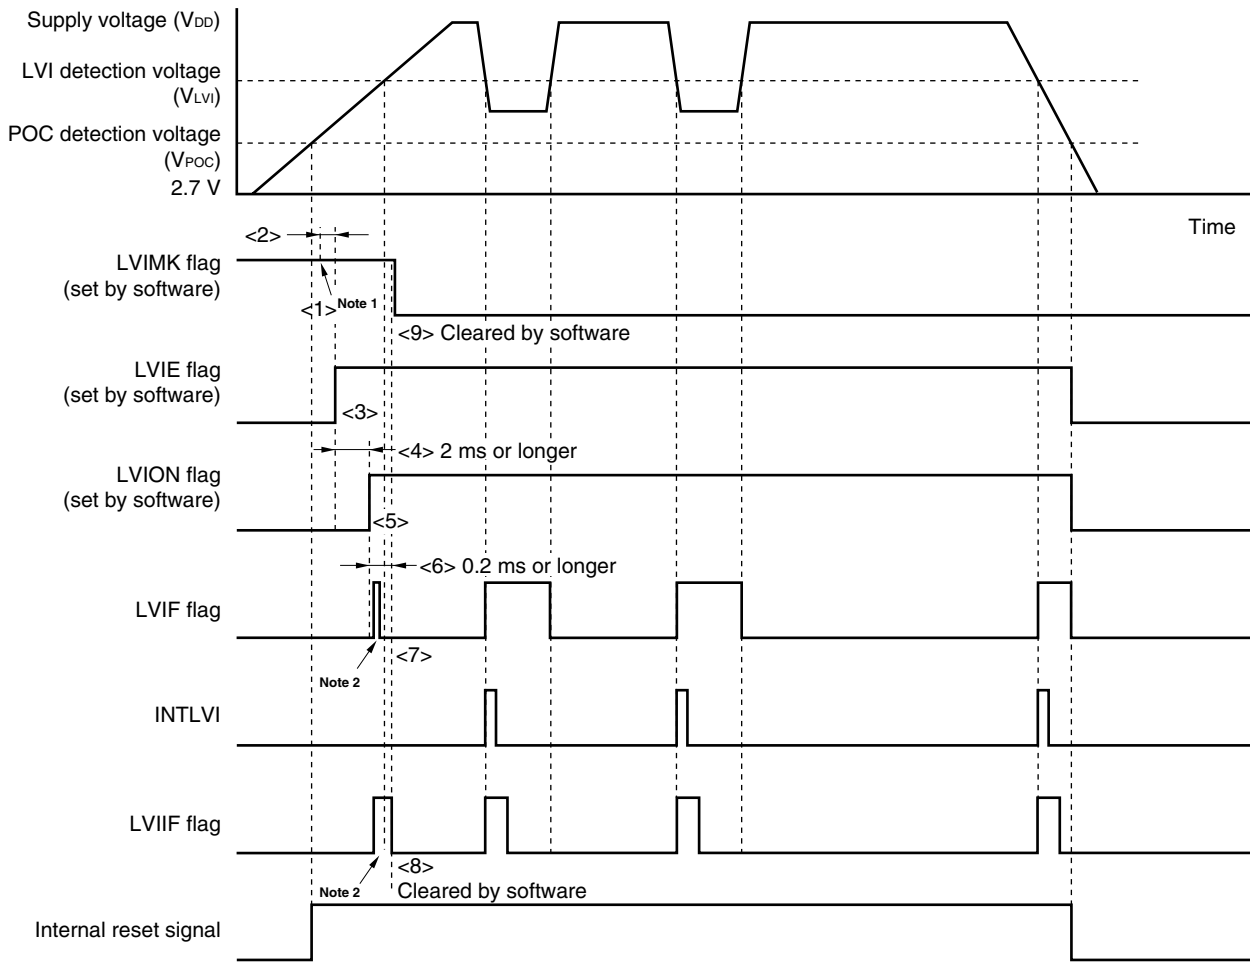 Supply voltage (VDD)
LVI detection voltage
(VLVI)
POC detection voltage
(VPOC)
2.7 V
Time
<2>
LVIMK flag
(set by software)
<1> Note 1
<9> Cleared by software
LVIE flag
(set by software)
<3>
<4> 2 ms or longer
LVION flag
(set by software)
<5>
<6> 0.2 ms or longer
LVIF flag
<7>
Note 2
INTLVI
LVIIF flag
<8>
Note 2
Cleared by software
Internal reset signal